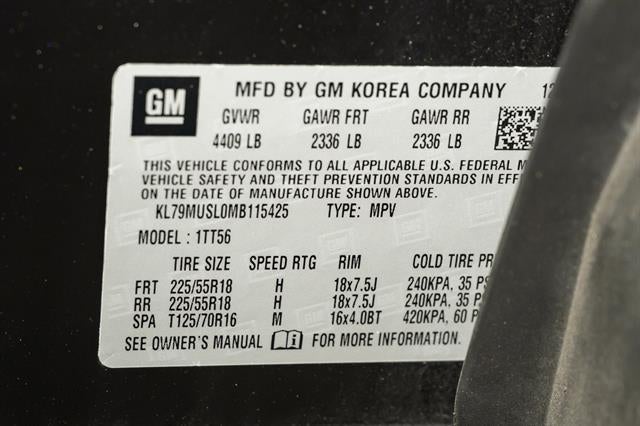 GM
MFD BY GM KOREA COMPANY 12
GVWR GAWR FRT GAWR RR
4409 LB 2336 LB 2336 LB
THIS VEHICLE CONFORMS TO ALL APPLICABLE U.S. FEDERAL M
VEHICLE SAFETY AND THEFT PREVENTION STANDARDS IN EFFE
ON THE DATE OF MANUFACTURE SHOWN ABOVE.
KL79MUSL0MB115425 TYPE: MPV
MODEL : 1TT56
TIRE SIZE SPEED RTG RIM COLD TIRE PR
FRT 225/55R18 H 18x7.5J 240KPA, 35 PS
RR 225/55R18 H 18x7.5J 240KPA, 35 P
SPA T125/70R16 M 16x4.0BT 420KPA, 60 P
SEE OWNER'S MANUAL FOR MORE INFORMATION.